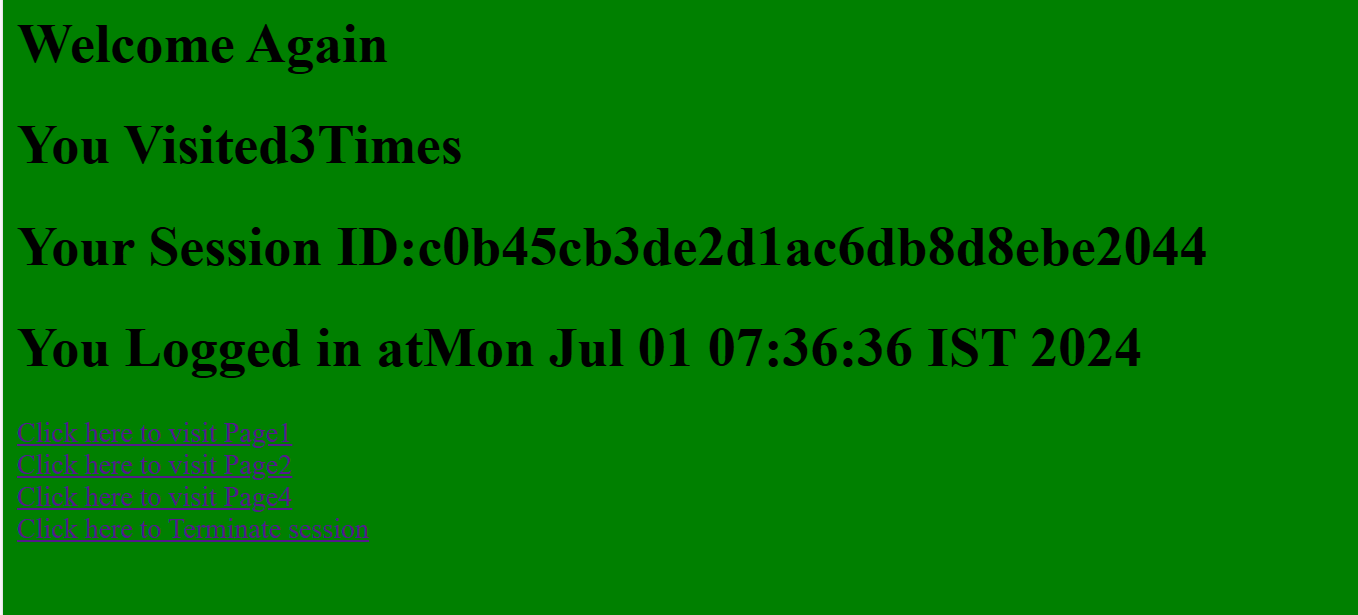 Welcome Again
You Visited3Times
Your Session ID:c0b45cb3de2d1ac6db8d8ebe2044
You Logged in atMon Jul 01 07:36:36 IST 2024
Click here to visit Page1
Click here to visit Page2
Click here to visit Page4
Click here to Terminate session